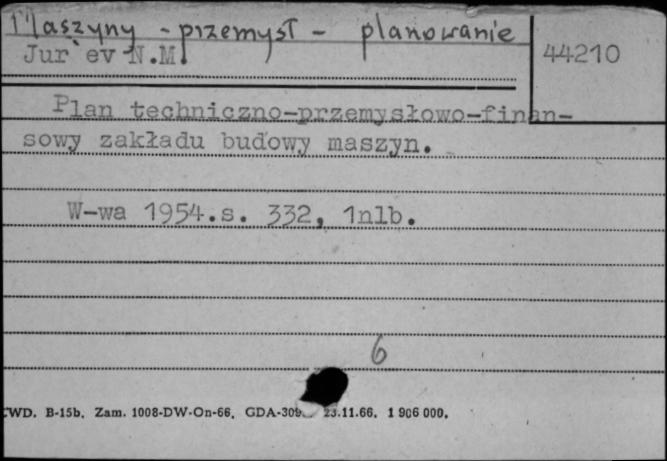 Maszyny - przemysł - planowanie
Jur'ev N.M. 44210
Plan techniczno-przemysłowo-finan-
sowy zakładu budowy maszyn.
W-wa 1954.s. 332, 1nlb.
6
WD. B-15b. Zam. 1008-DW-On-66. GDA-309. 23.11.66. 1 906 000.